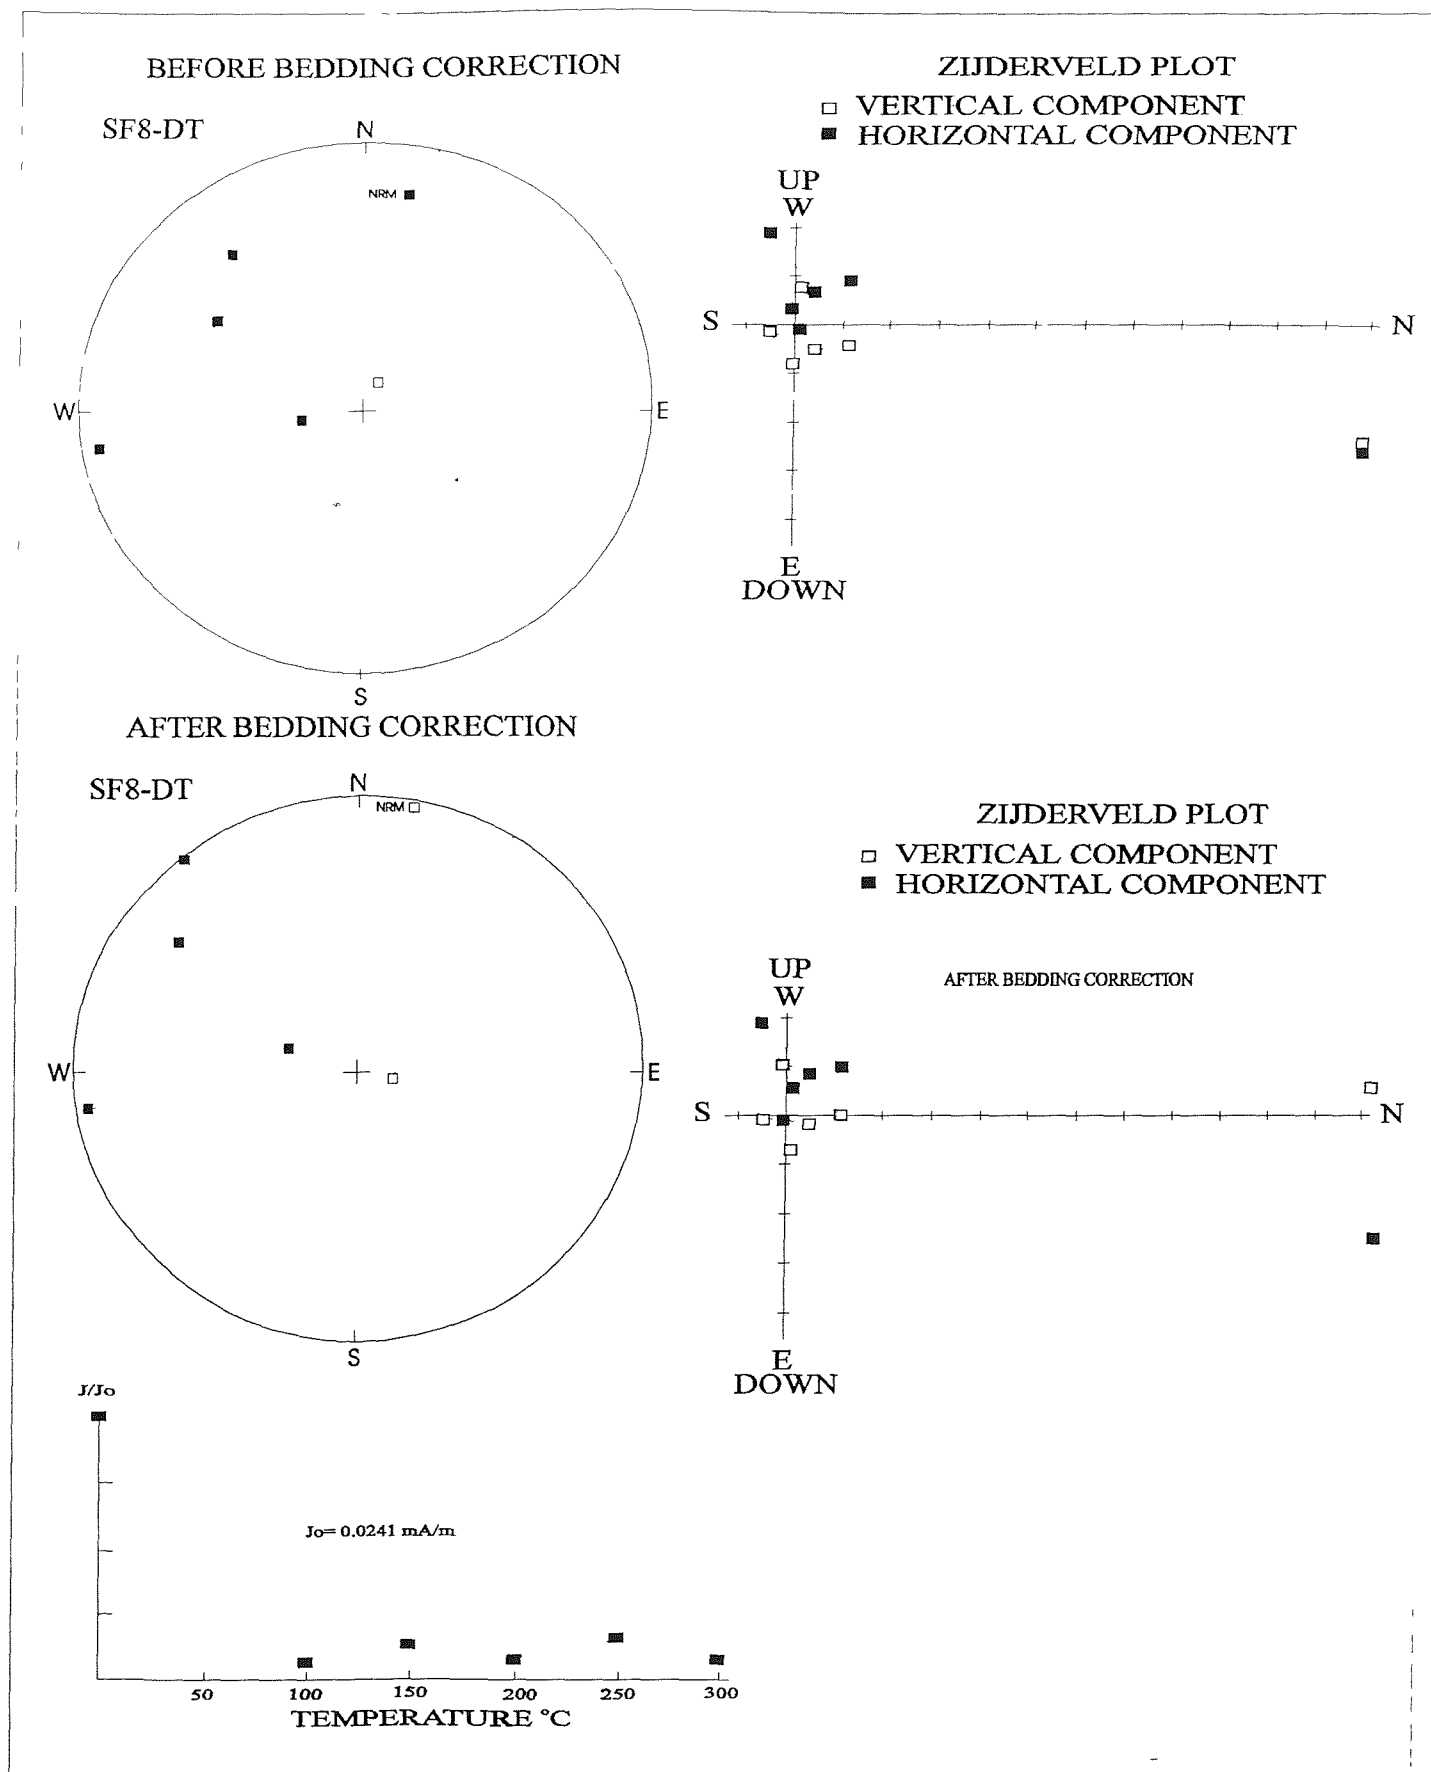 BEFORE BEDDING CORRECTION
SF8-DT
N
NRM
W
E
S
ZIJDERVELD PLOT
VERTICAL COMPONENT
HORIZONTAL COMPONENT
UP
W
S
N
E
DOWN
AFTER BEDDING CORRECTION
SF8-DT
N
NRM
W
E
S
ZIJDERVELD PLOT
VERTICAL COMPONENT
HORIZONTAL COMPONENT
AFTER BEDDING CORRECTION
UP
W
S
N
E
DOWN
J/Jo
Jo= 0.0241 mA/m
50 100 150 200 250 300
TEMPERATURE °C